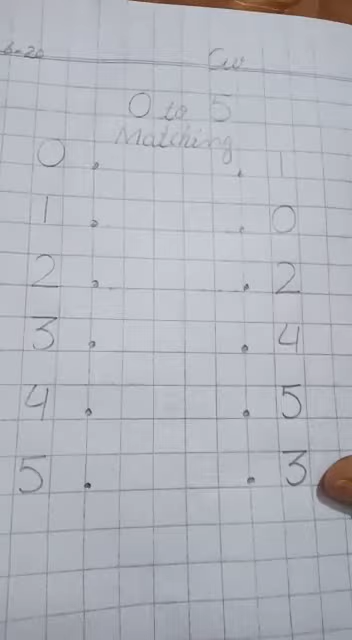 Cw
0 to 5
Matching
0 . . 1
1 . . 0
2 . . 2
3 . . 4
4 . . 5
5 . . 3